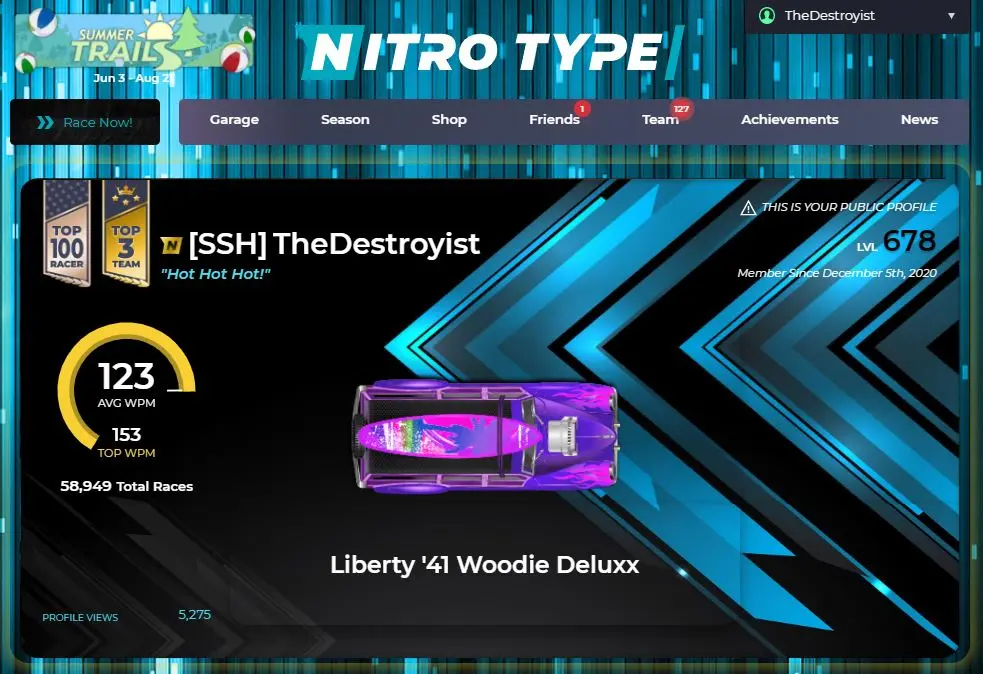 SUMMER
TRAILS
Jun 3 - Aug 2
NITRO TYPE
TheDestroyist
Race Now!
Garage
Season
Shop
Friends
1
Team
127
Achievements
News
TOP
100
RACER
TOP
3
TEAM
N [SSH] TheDestroyist
"Hot Hot Hot!"
THIS IS YOUR PUBLIC PROFILE
LVL 678
Member Since December 5th, 2020
123
AVG WPM
153
TOP WPM
58,949 Total Races
Liberty '41 Woodie Deluxx
PROFILE VIEWS 5,275